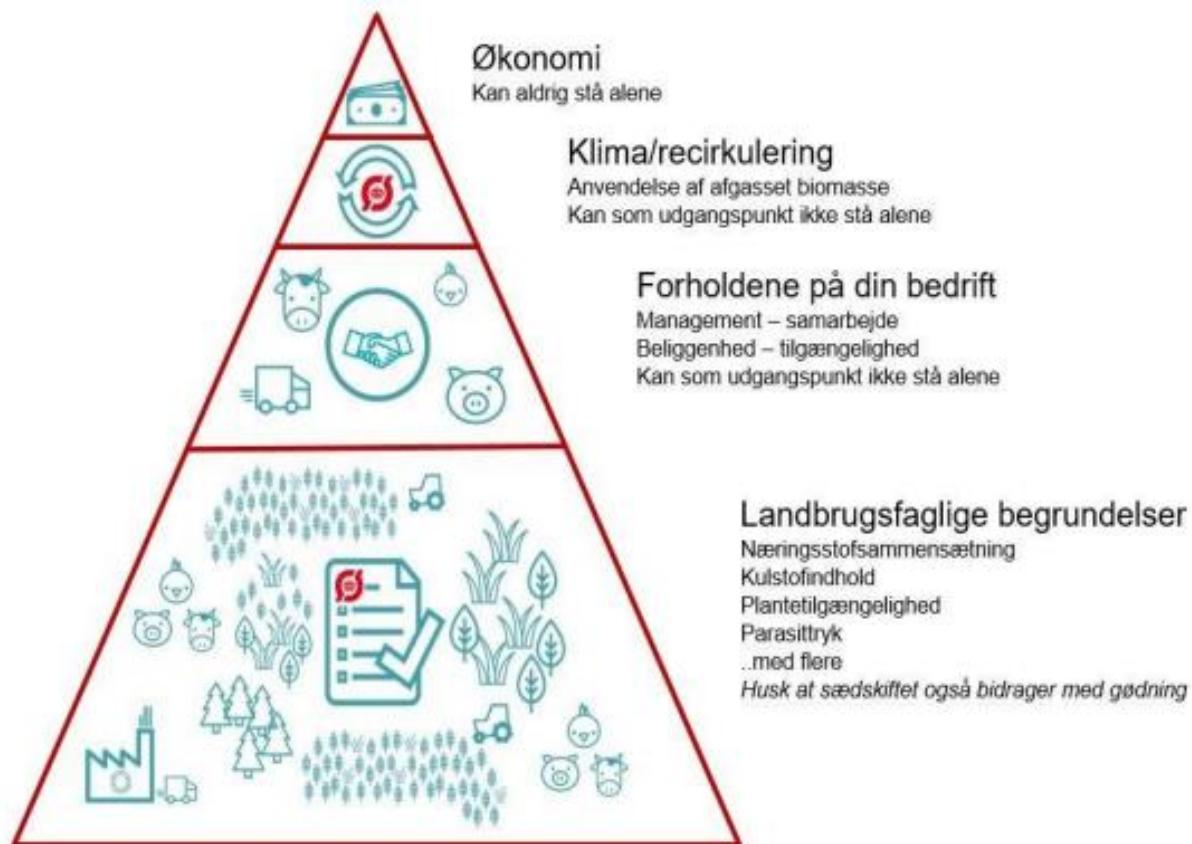 Økonomi
Kan aldrig stå alene
Klima/recirkulering
Anvendelse af afgasset biomasse
Kan som udgangspunkt ikke stå alene
Forholdene på din bedrift
Management – samarbejde
Beliggenhed – tilgængelighed
Kan som udgangspunkt ikke stå alene
Landbrugsfaglige begrundelser
Næringsstofsammensætning
Kulstofindhold
Plantetilgængelighed
Parasittryk
..med flere
Husk at sædskiftet også bidrager med gødning